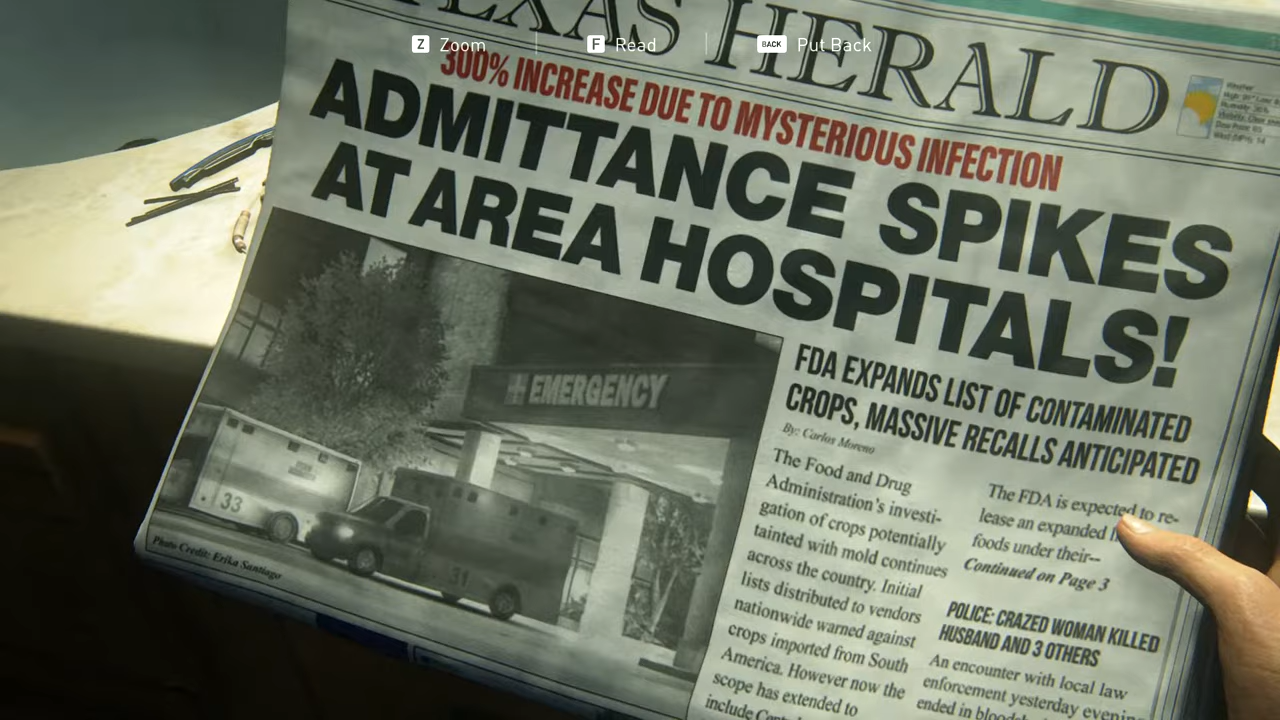 Z Zoom
F Read
BACK Put Back
TEXAS HERALD
300% INCREASE DUE TO MYSTERIOUS INFECTION
ADMITTANCE SPIKES
AT AREA HOSPITALS!
EMERGENCY
33
31
Photo Credit: Erika Santiago
FDA EXPANDS LIST OF CONTAMINATED
CROPS, MASSIVE RECALLS ANTICIPATED
By: Carlos Moreno
The Food and Drug
Administration's investi-
gation of crops potentially
tainted with mold continues
across the country. Initial
lists distributed to vendors
nationwide warned against
crops imported from South
America. However now the
scope has extended to
include
The FDA is expected to re-
lease an expanded
foods under their--
Continued on Page 3
POLICE: CRAZED WOMAN KILLED
HUSBAND AND 3 OTHERS
An encounter with local law
enforcement yesterday evening
ended in